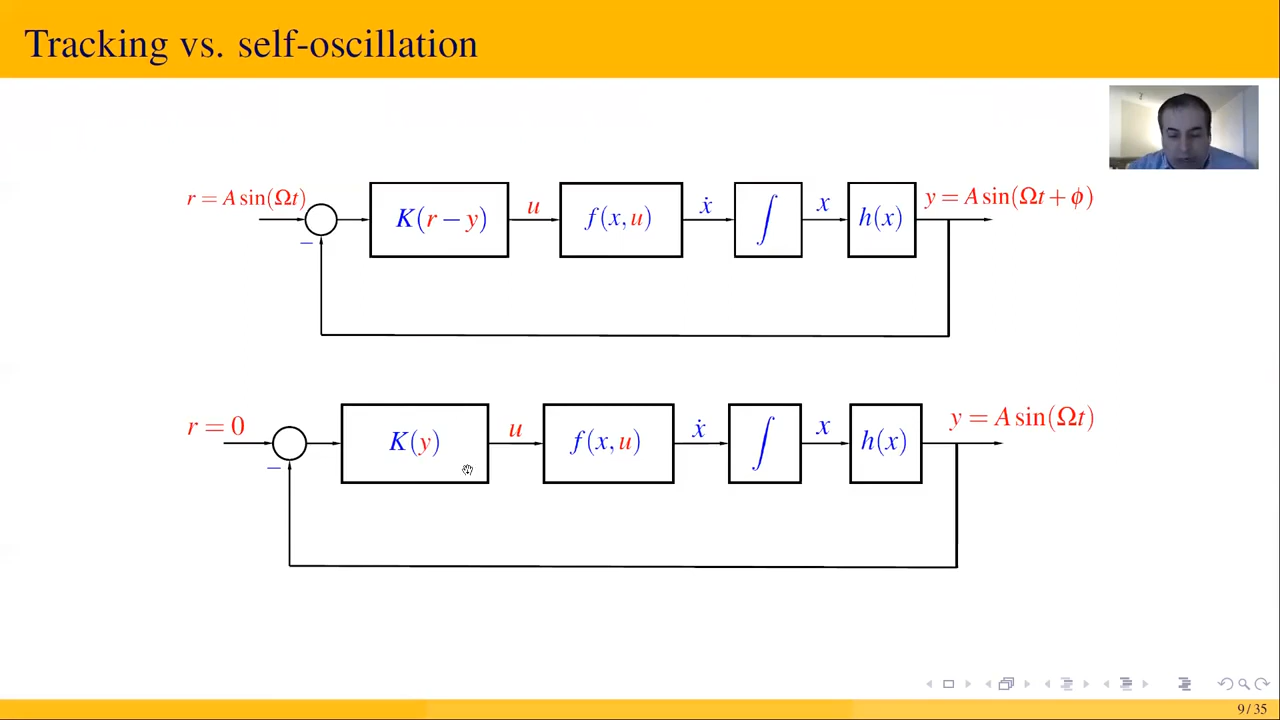 Tracking vs. self-oscillation
r = A sin(Ωt)
−
K(r − y)
u
f(x, u)
ẋ
∫
x
h(x)
y = A sin(Ωt + ϕ)
r = 0
−
K(y)
u
f(x, u)
ẋ
∫
x
h(x)
y = A sin(Ωt)
9 / 35